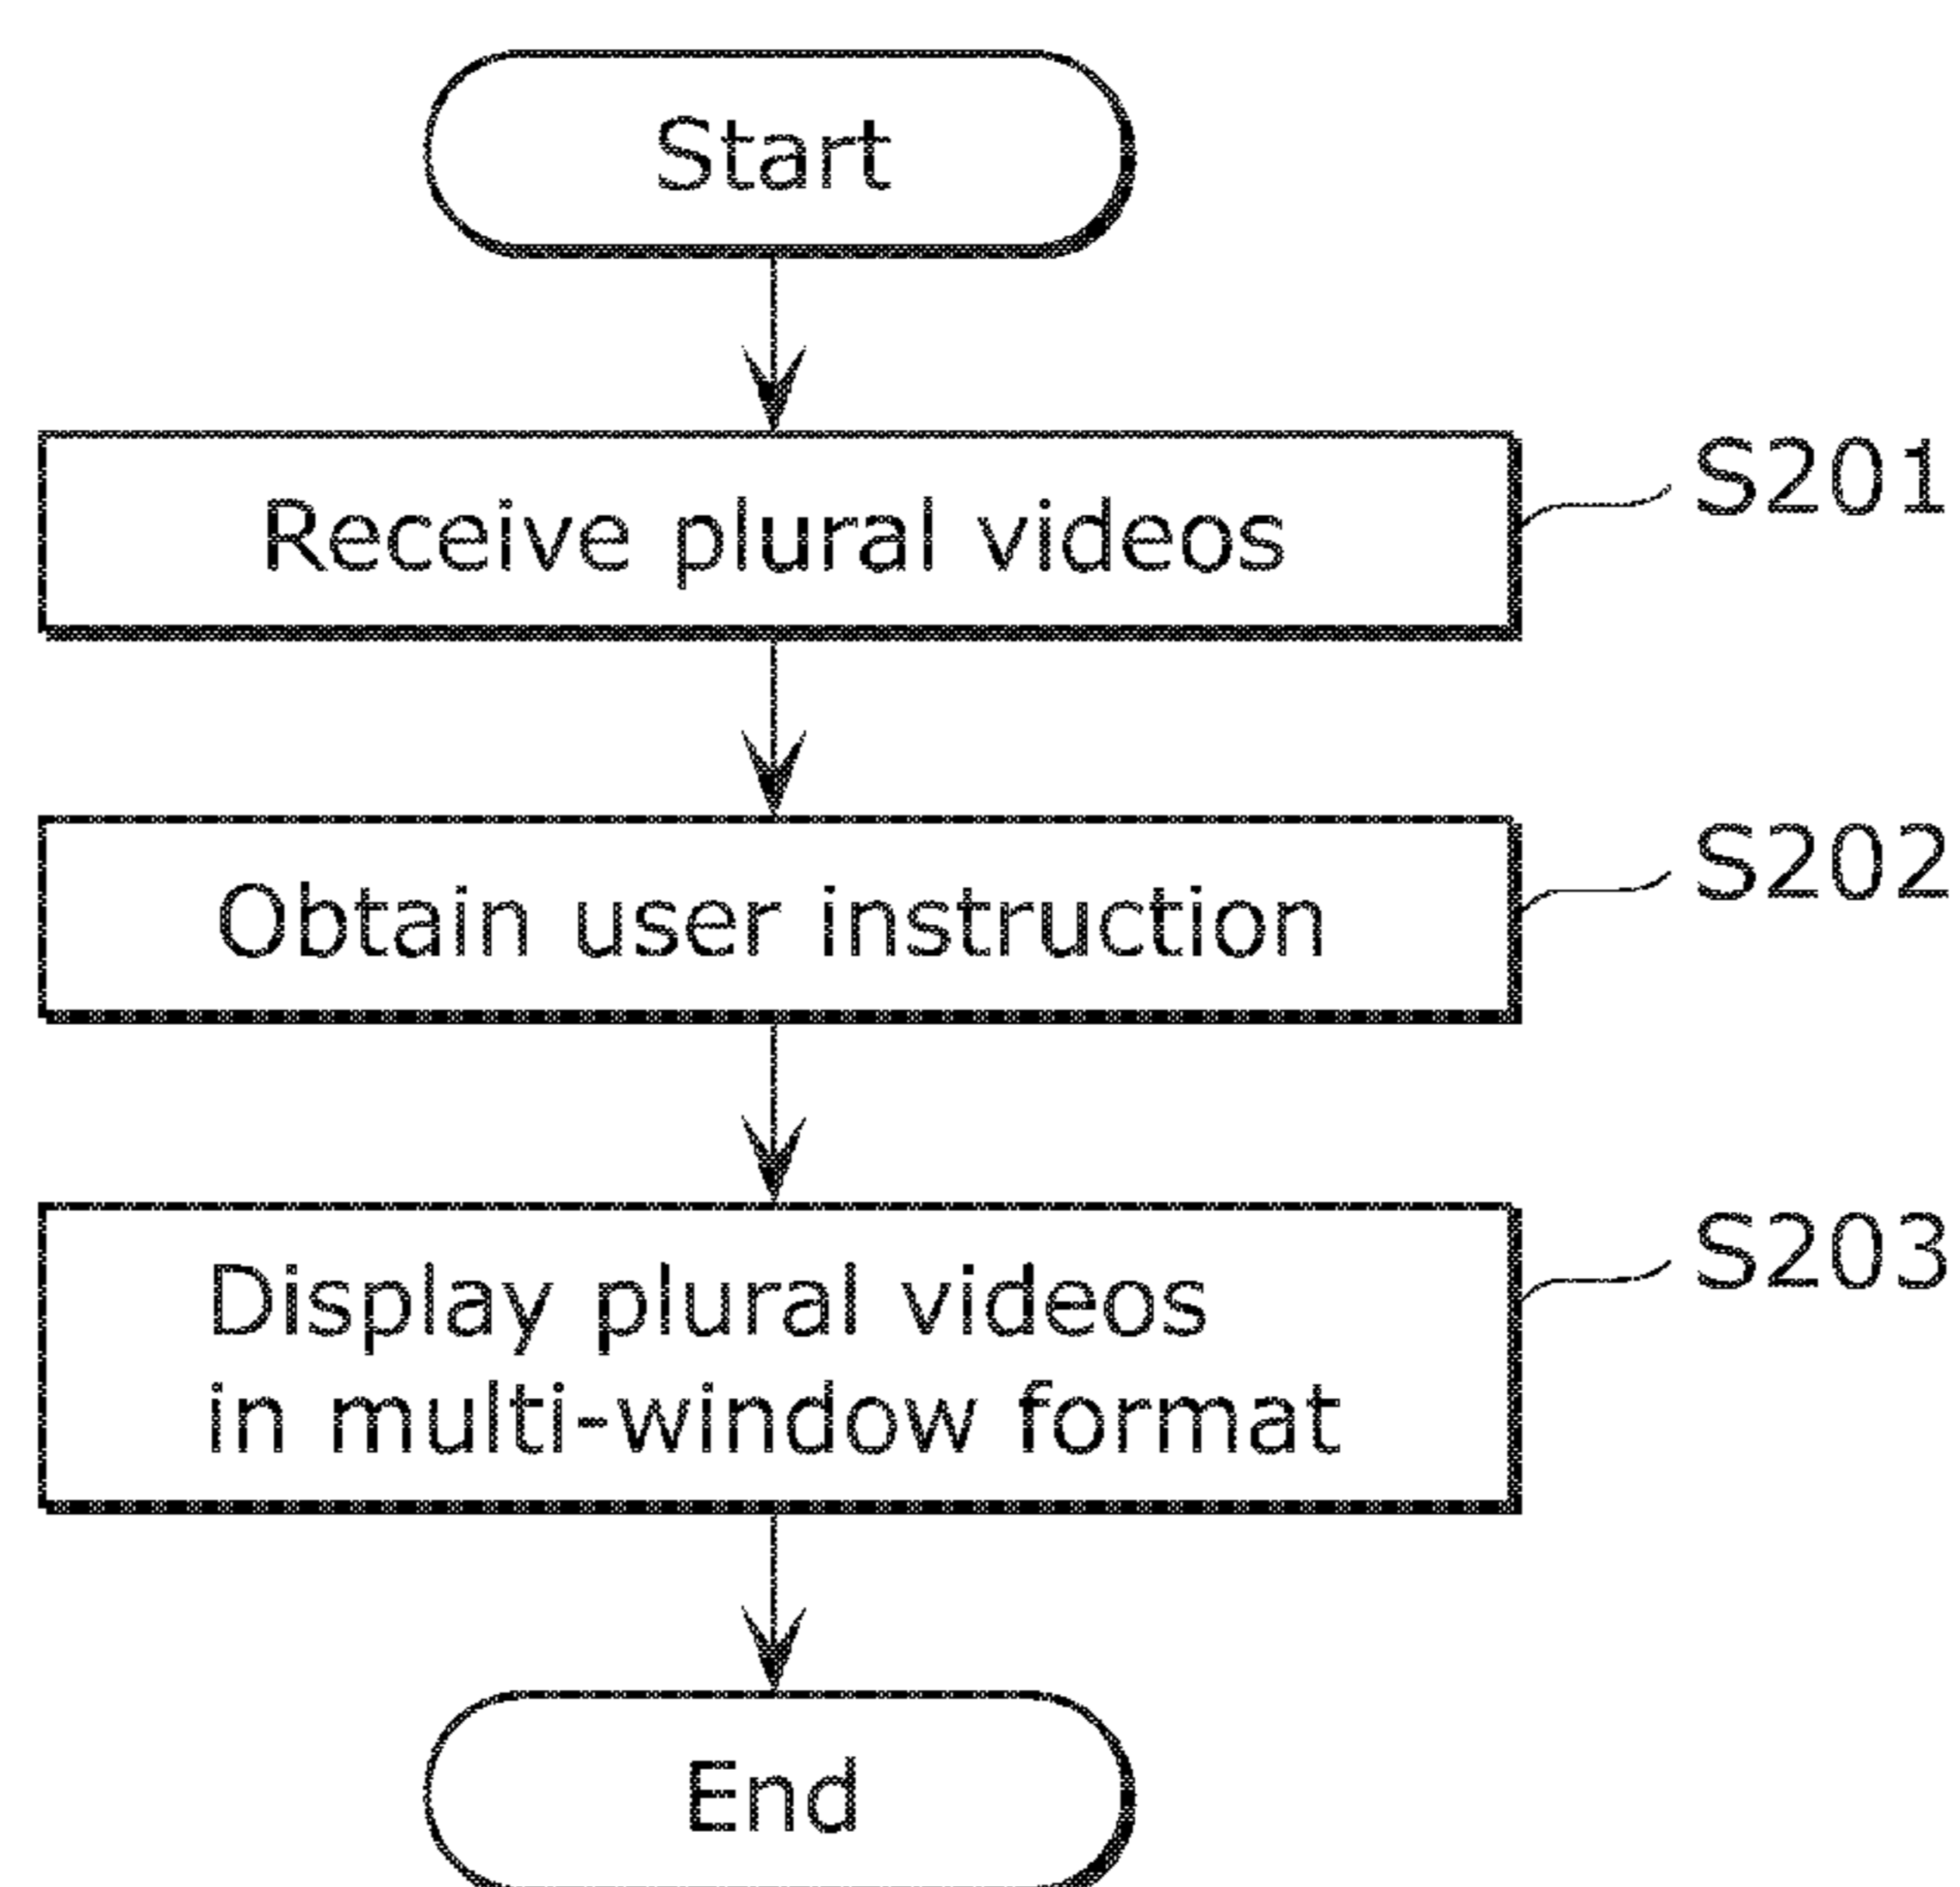 Start
Receive plural videos
S201
Obtain user instruction
S202
Display plural videos
in multi-window format
S203
End